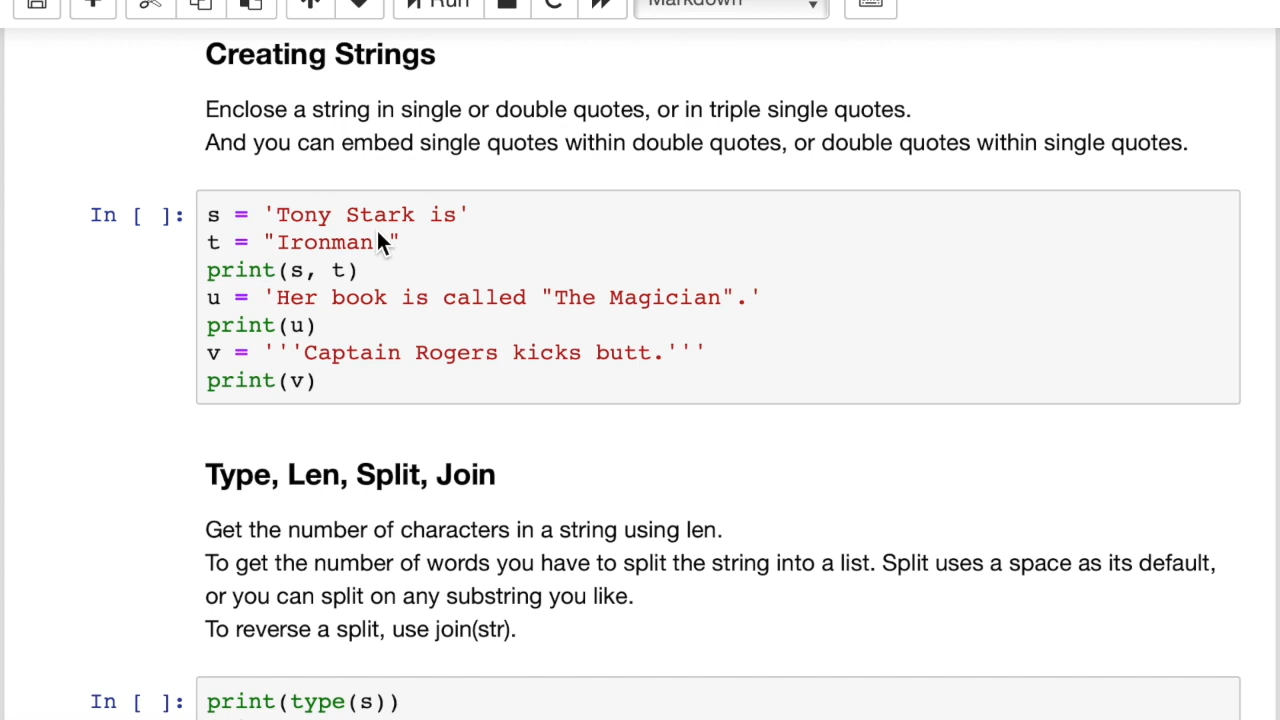 Run
Markdown
Creating Strings
Enclose a string in single or double quotes, or in triple single quotes.
And you can embed single quotes within double quotes, or double quotes within single quotes.
In [ ]:
s = 'Tony Stark is'
t = "Ironman"
print(s, t)
u = 'Her book is called "The Magician".'
print(u)
v = '''Captain Rogers kicks butt.'''
print(v)
Type, Len, Split, Join
Get the number of characters in a string using len.
To get the number of words you have to split the string into a list. Split uses a space as its default,
or you can split on any substring you like.
To reverse a split, use join(str).
In [ ]:
print(type(s))